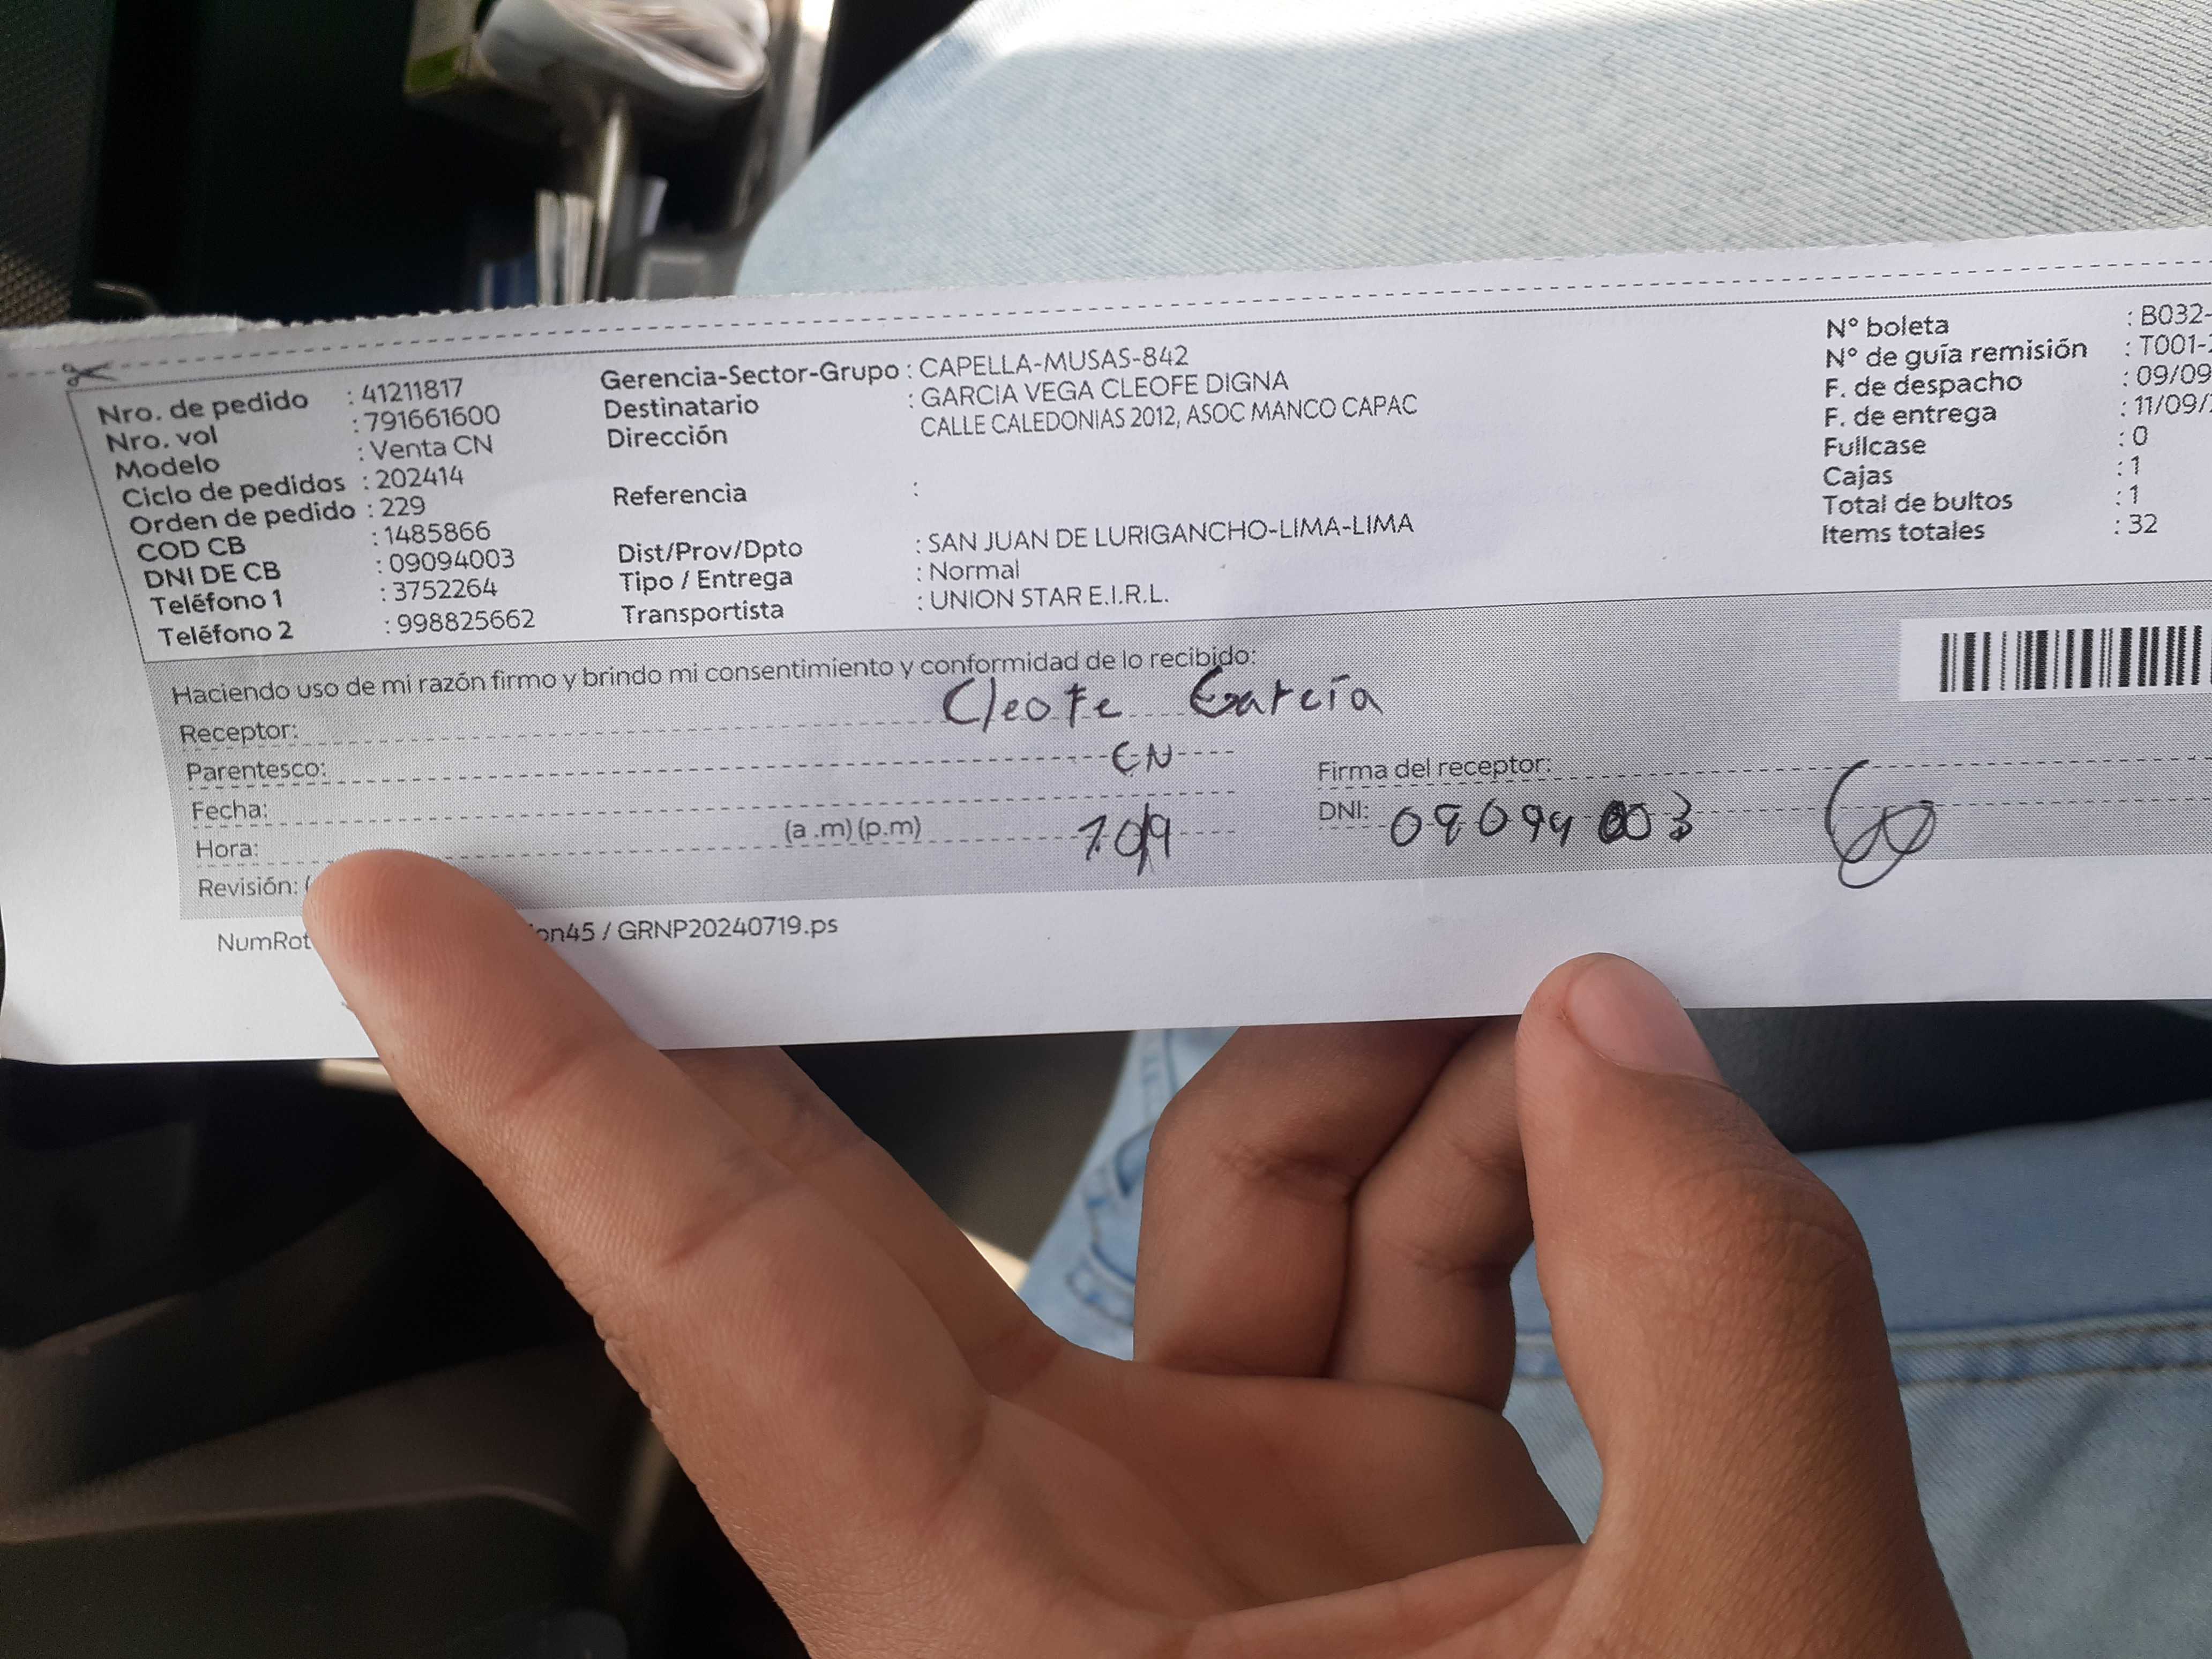 Nro. de pedido : 41211817
Nro. vol : 791661600
Modelo : Venta CN
Ciclo de pedidos : 202414
Orden de pedido : 229
COD CB : 1485866
DNI DE CB : 09094003
Teléfono 1 : 3752264
Teléfono 2 : 998825662
Gerencia-Sector-Grupo : CAPELLA-MUSAS-842
Destinatario : GARCIA VEGA CLEOFE DIGNA
Dirección CALLE CALEDONIAS 2012, ASOC MANCO CAPAC
Referencia :
Dist/Prov/Dpto : SAN JUAN DE LURIGANCHO-LIMA-LIMA
Tipo / Entrega : Normal
Transportista : UNION STAR E.I.R.L.
N° boleta : B032-
N° de guía remisión : T001-
F. de despacho : 09/09
F. de entrega : 11/09/
Fullcase : 0
Cajas : 1
Total de bultos : 1
Items totales : 32
Haciendo uso de mi razón firmo y brindo mi consentimiento y conformidad de lo recibido:
Receptor: Cleofe García
Parentesco: CN
Fecha:
Hora: (a .m) (p.m) 10/9
Revisión: (
Firma del receptor:
DNI: 09094003
NumRot
on45 / GRNP20240719.ps